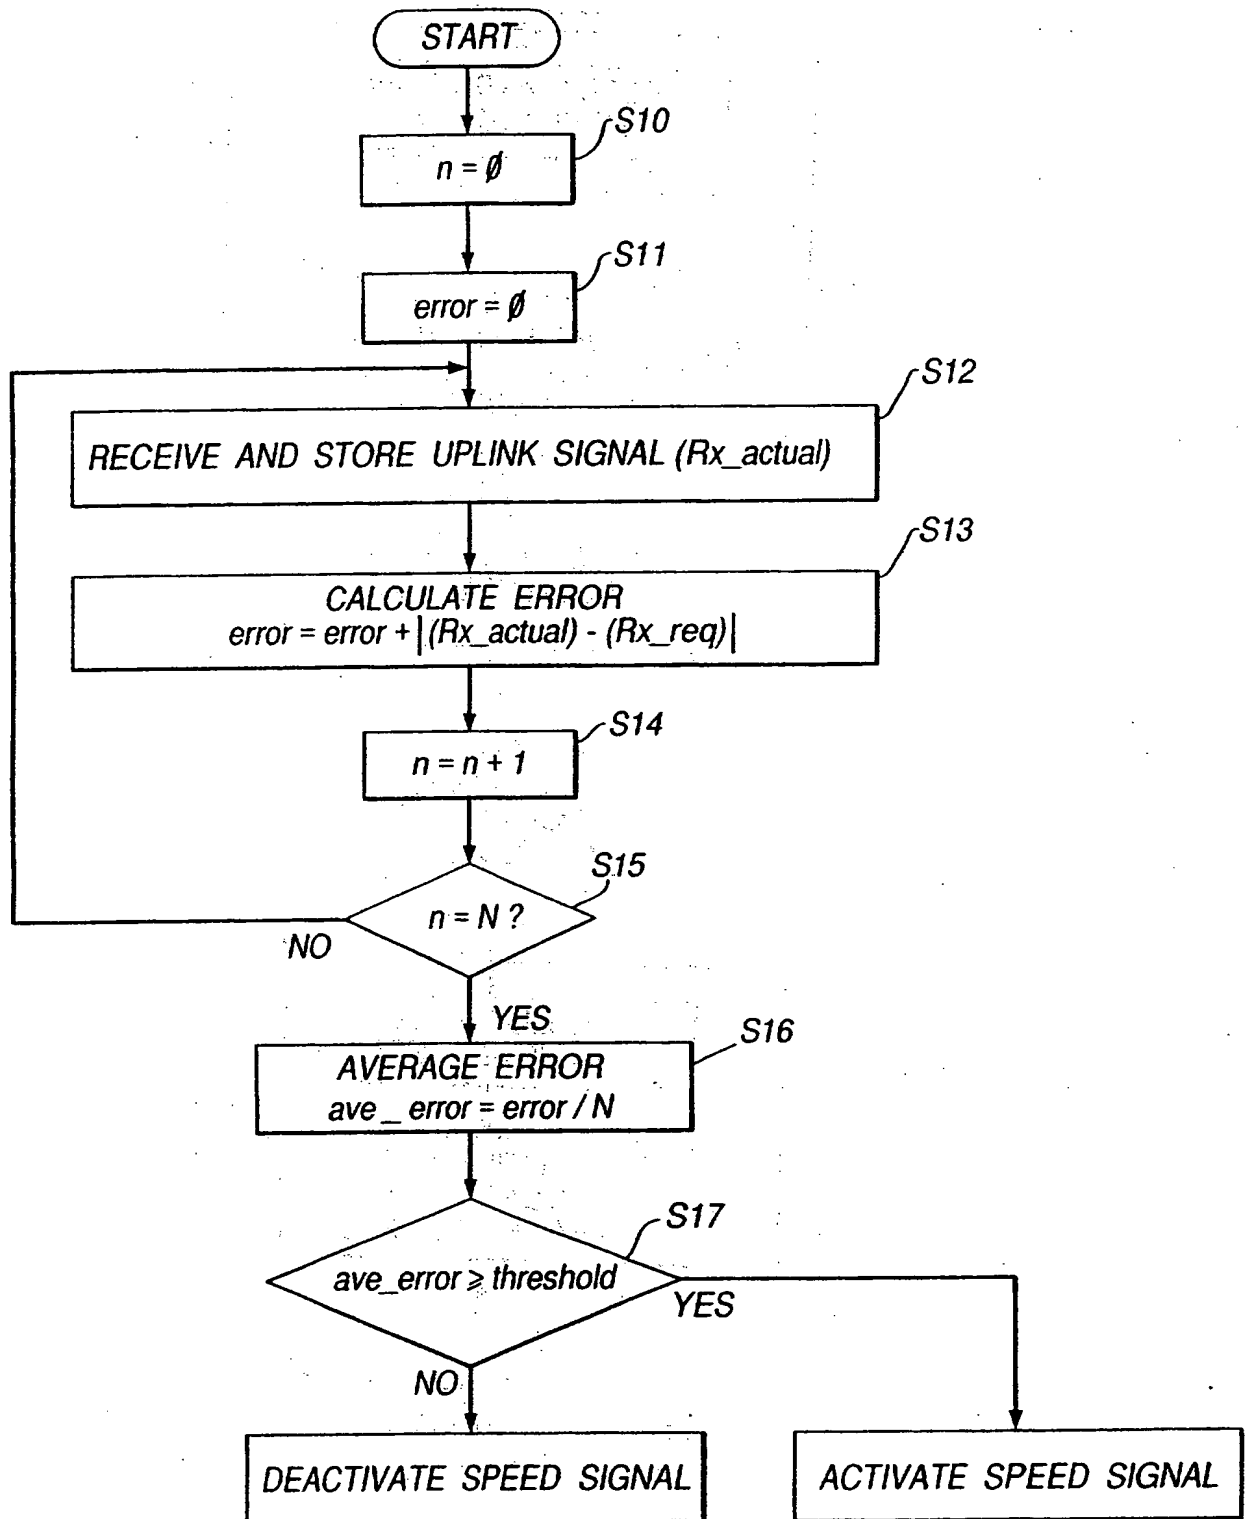 START
S10
n = ø
S11
error = ø
S12
RECEIVE AND STORE UPLINK SIGNAL (Rx_actual)
S13
CALCULATE ERROR
error = error + |(Rx_actual) - (Rx_req)|
S14
n = n + 1
S15
n = N ?
NO
YES
S16
AVERAGE ERROR
ave _ error = error / N
S17
ave_error ⩾ threshold
YES
NO
DEACTIVATE SPEED SIGNAL
ACTIVATE SPEED SIGNAL